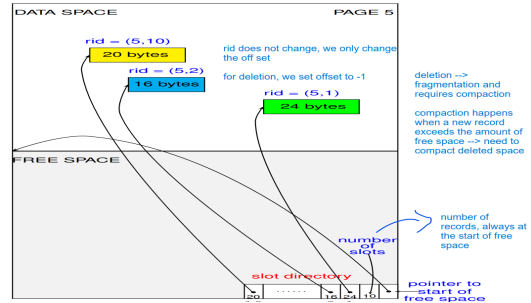 DATA SPACE PAGE 5
rid = (5,10)
20 bytes
rid does not change, we only change
the off set
rid = (5,2)
16 bytes
for deletion, we set offset to -1
rid = (5,1)
24 bytes
deletion -->
fragmentation and
requires compaction
compaction happens
when a new record
exceeds the amount of
free space --> need to
compact deleted space
FREE SPACE
number
of
slots
number of
records, always at
the start of free
space
slot directory
pointer to
start of
free space
20 ...... 16 24 10